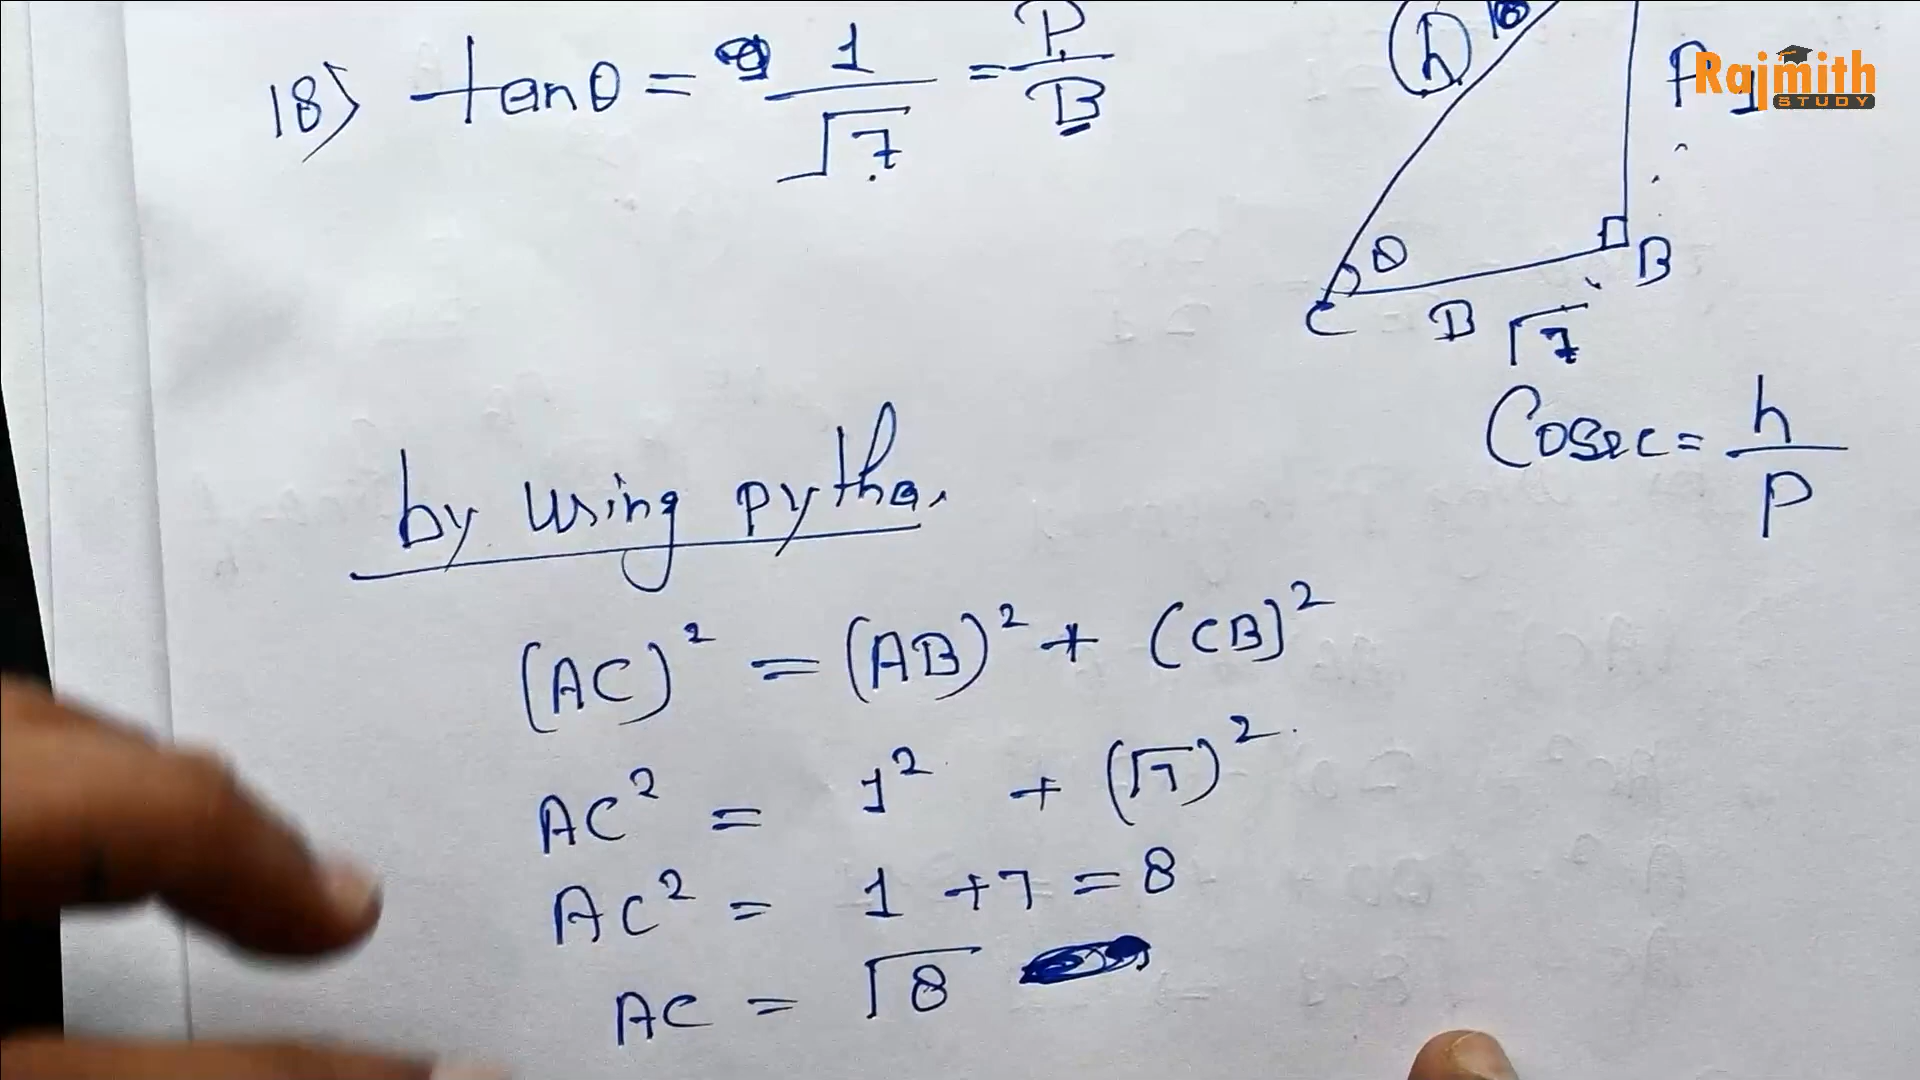 18) tanθ = 1/√7 = P/B
h
P 1
Rajmith
STUDY
θ
B
C B √7
Cosec = h/P
by using pytha.
(AC)² = (AB)² + (CB)²
AC² = 1² + (√7)²
AC² = 1 + 7 = 8
AC = √8